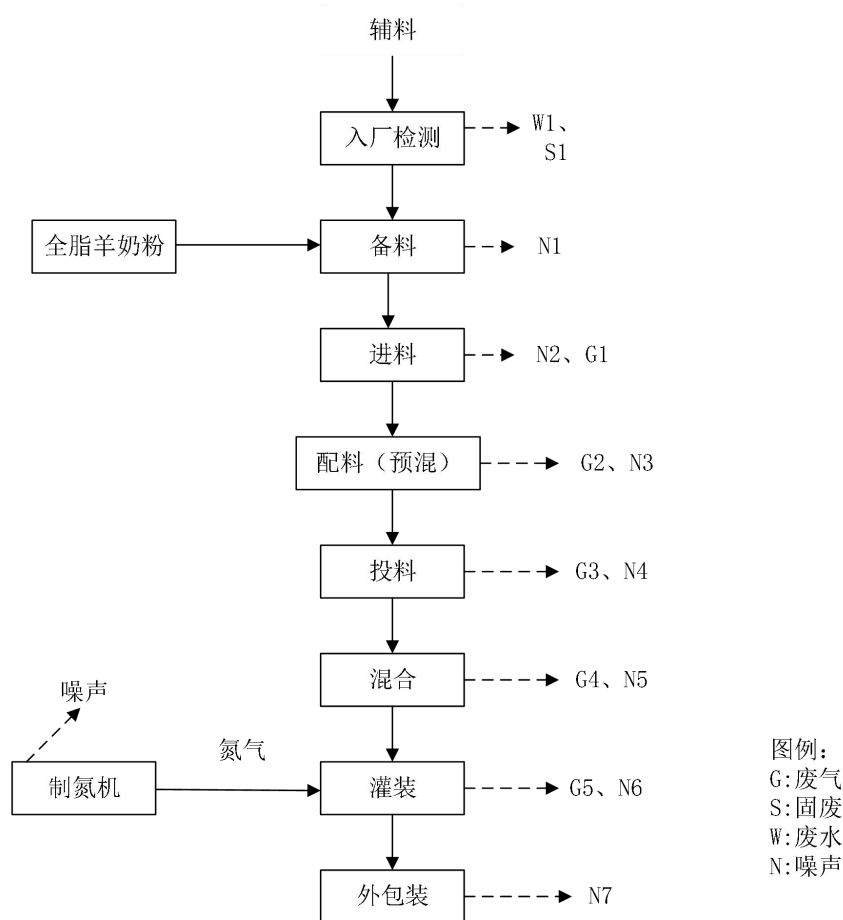 辅料
入厂检测
W1、
S1
全脂羊奶粉
备料
N1
进料
N2、G1
配料（预混）
G2、N3
投料
G3、N4
混合
G4、N5
噪声
氮气
制氮机
灌装
G5、N6
外包装
N7
图例：
G:废气
S:固废
W:废水
N:噪声